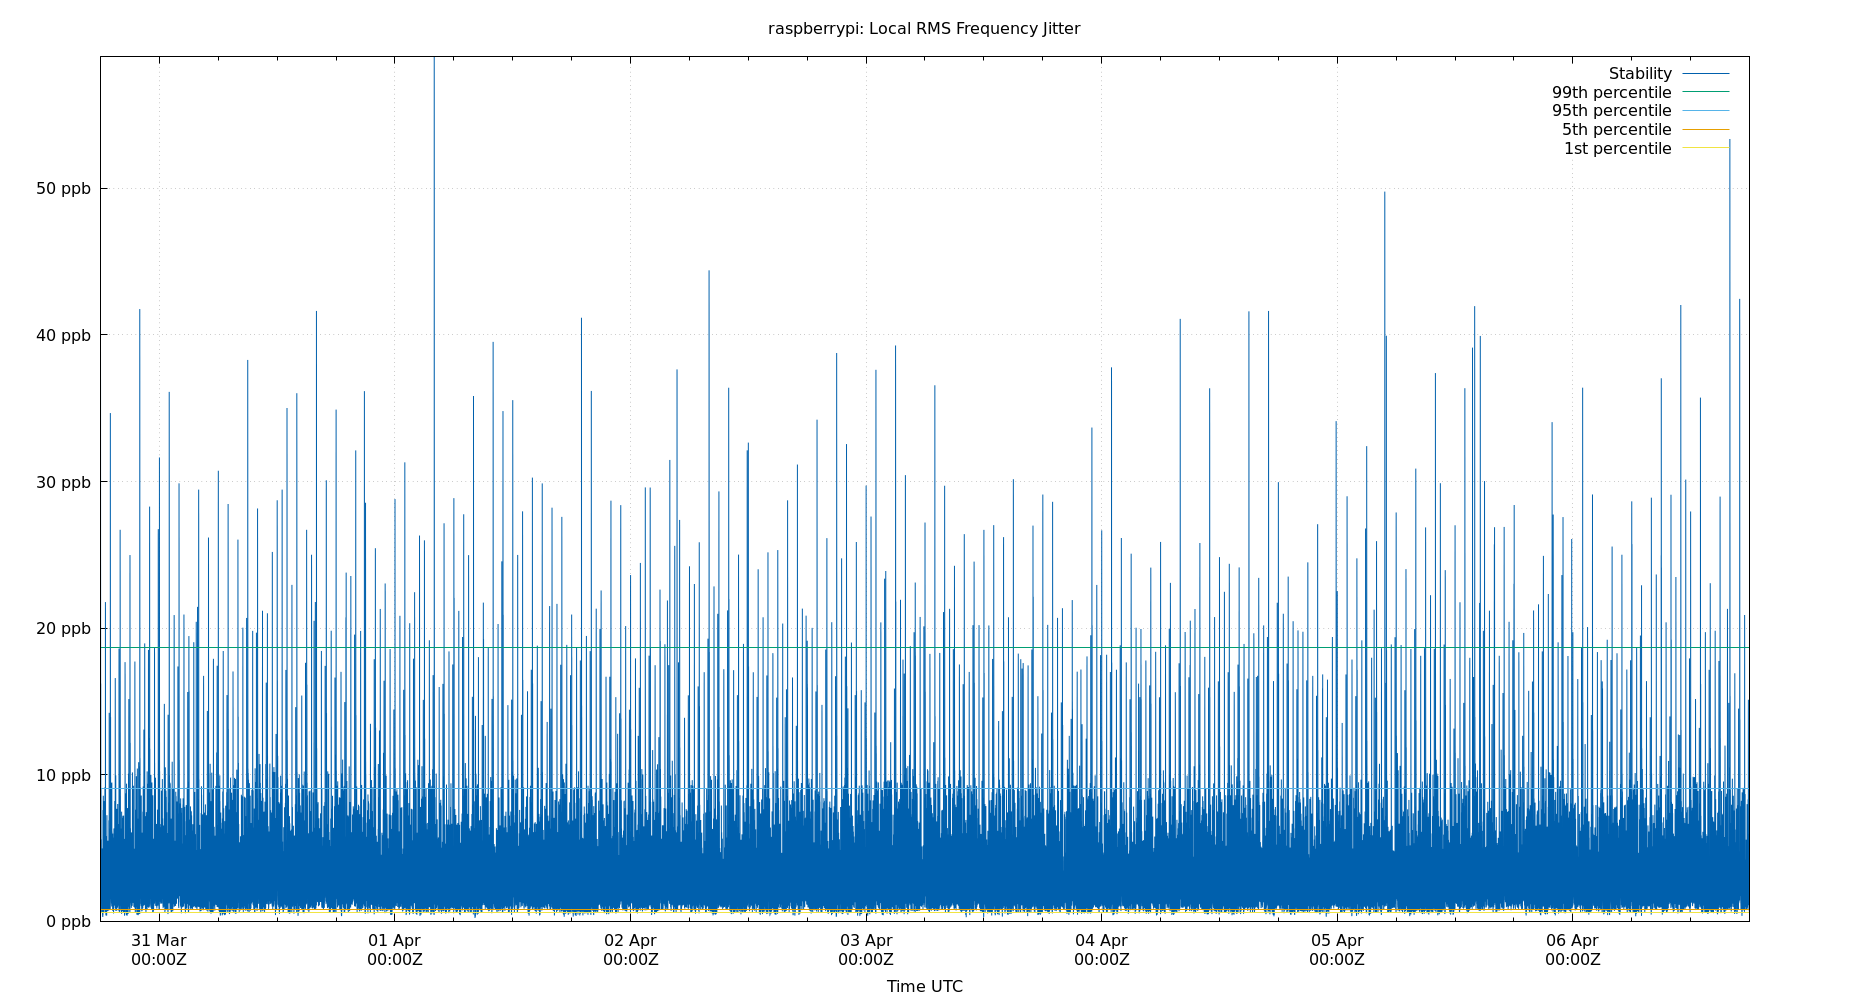 raspberrypi: Local RMS Frequency Jitter
Stability
99th percentile
95th percentile
5th percentile
1st percentile
50 ppb
40 ppb
30 ppb
20 ppb
10 ppb
0 ppb
31 Mar 01 Apr 02 Apr 03 Apr 04 Apr 05 Apr 06 Apr
00:00Z 00:00Z 00:00Z 00:00Z 00:00Z 00:00Z 00:00Z
Time UTC